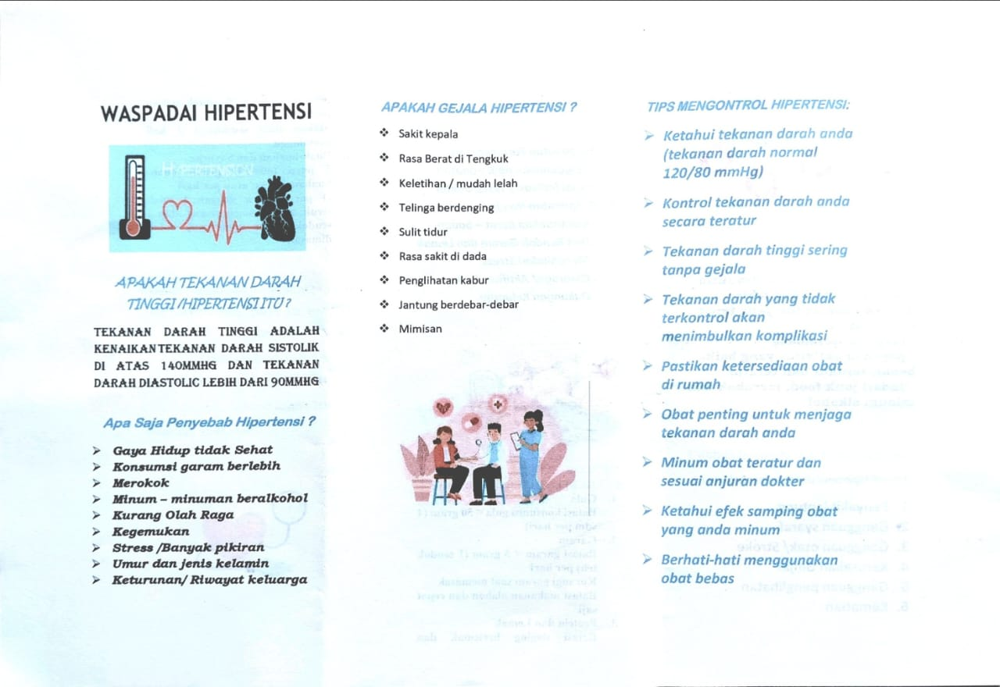 WASPADAI HIPERTENSI
HYPERTENSION
APAKAH TEKANAN DARAH
TINGGI/HIPERTENSI ITU?
TEKANAN DARAH TINGGI ADALAH
KENAIKAN TEKANAN DARAH SISTOLIK
DI ATAS 140MMHG DAN TEKANAN
DARAH DIASTOLIC LEBIH DARI 90MMHG
Apa Saja Penyebab Hipertensi ?
Gaya Hidup tidak Sehat
Konsumsi garam berlebih
Merokok
Minum – minuman beralkohol
Kurang Olah Raga
Kegemukan
Stress /Banyak pikiran
Umur dan jenis kelamin
Keturunan/ Riwayat keluarga
APAKAH GEJALA HIPERTENSI ?
Sakit kepala
Rasa Berat di Tengkuk
Keletihan / mudah lelah
Telinga berdenging
Sulit tidur
Rasa sakit di dada
Penglihatan kabur
Jantung berdebar-debar
Mimisan
TIPS MENGONTROL HIPERTENSI:
Ketahui tekanan darah anda
(tekanan darah normal
120/80 mmHg)
Kontrol tekanan darah anda
secara teratur
Tekanan darah tinggi sering
tanpa gejala
Tekanan darah yang tidak
terkontrol akan
menimbulkan komplikasi
Pastikan ketersediaan obat
di rumah
Obat penting untuk menjaga
tekanan darah anda
Minum obat teratur dan
sesuai anjuran dokter
Ketahui efek samping obat
yang anda minum
Berhati-hati menggunakan
obat bebas